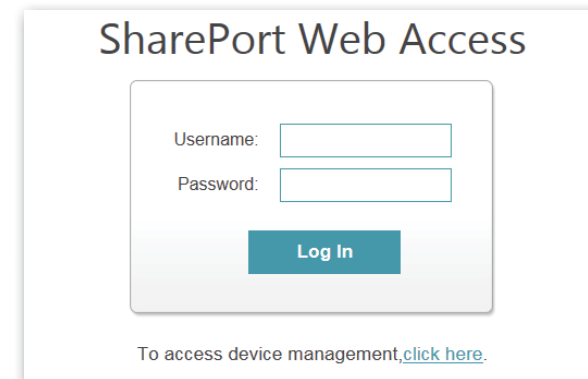 SharePort Web Access
Username:
Password:
Log In
To access device management,click here.